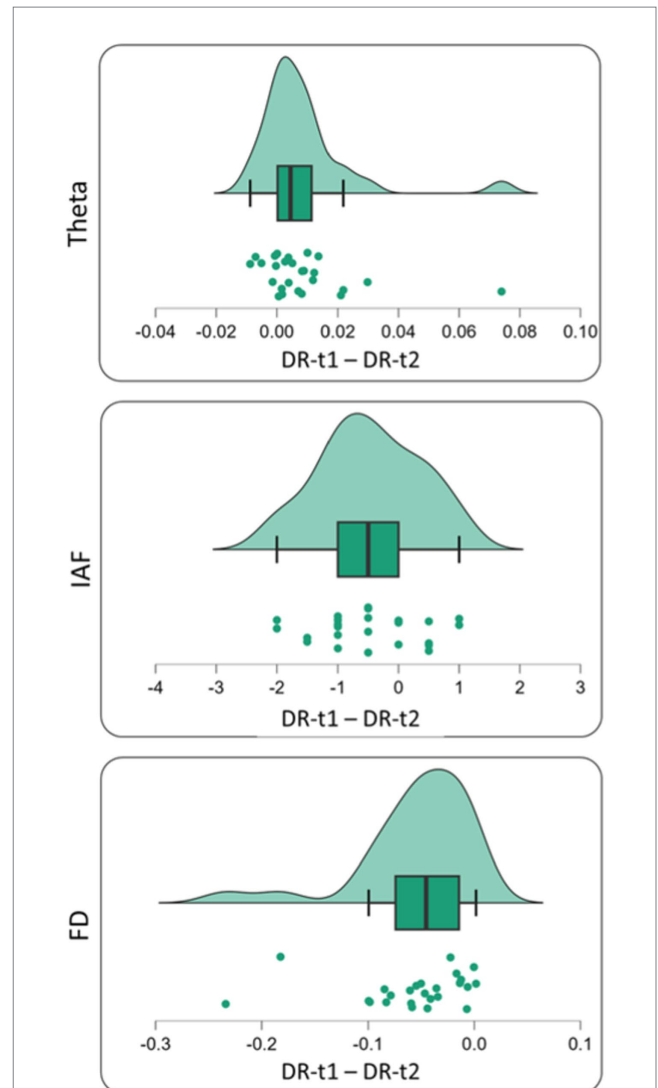 Theta
-0.04 -0.02 0.00 0.02 0.04 0.06 0.08 0.10
DR-t1 – DR-t2
IAF
-4 -3 -2 -1 0 1 2 3
DR-t1 – DR-t2
FD
-0.3 -0.2 -0.1 0.0 0.1
DR-t1 – DR-t2